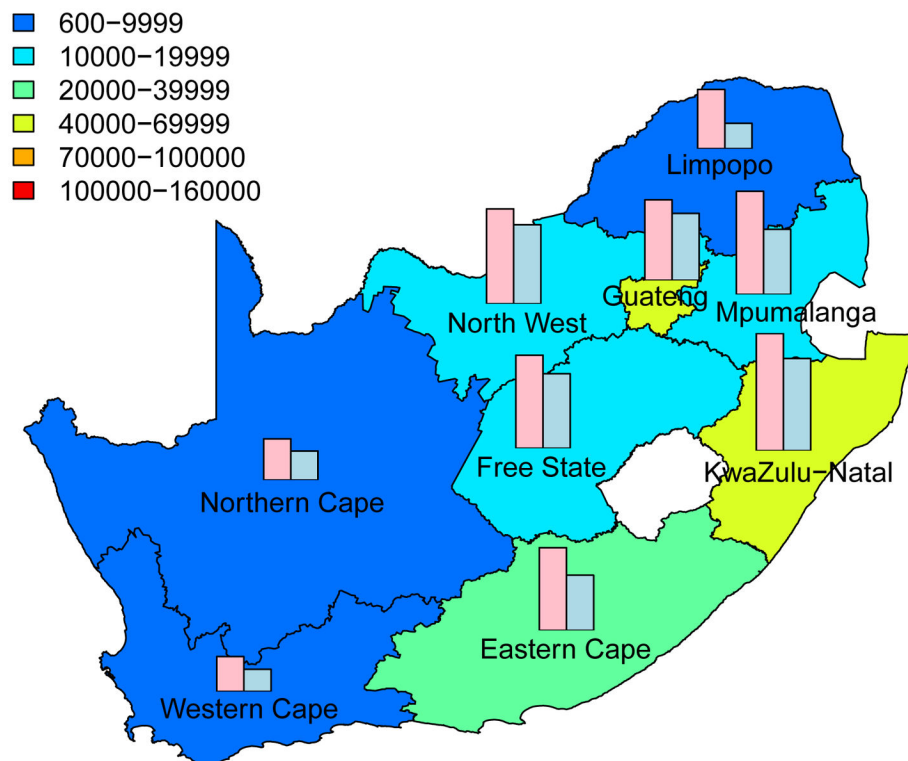 600−9999
10000−19999
20000−39999
40000−69999
70000−100000
100000−160000
Limpopo
Guateng
Mpumalanga
North West
Free State
KwaZulu−Natal
Northern Cape
Eastern Cape
Western Cape